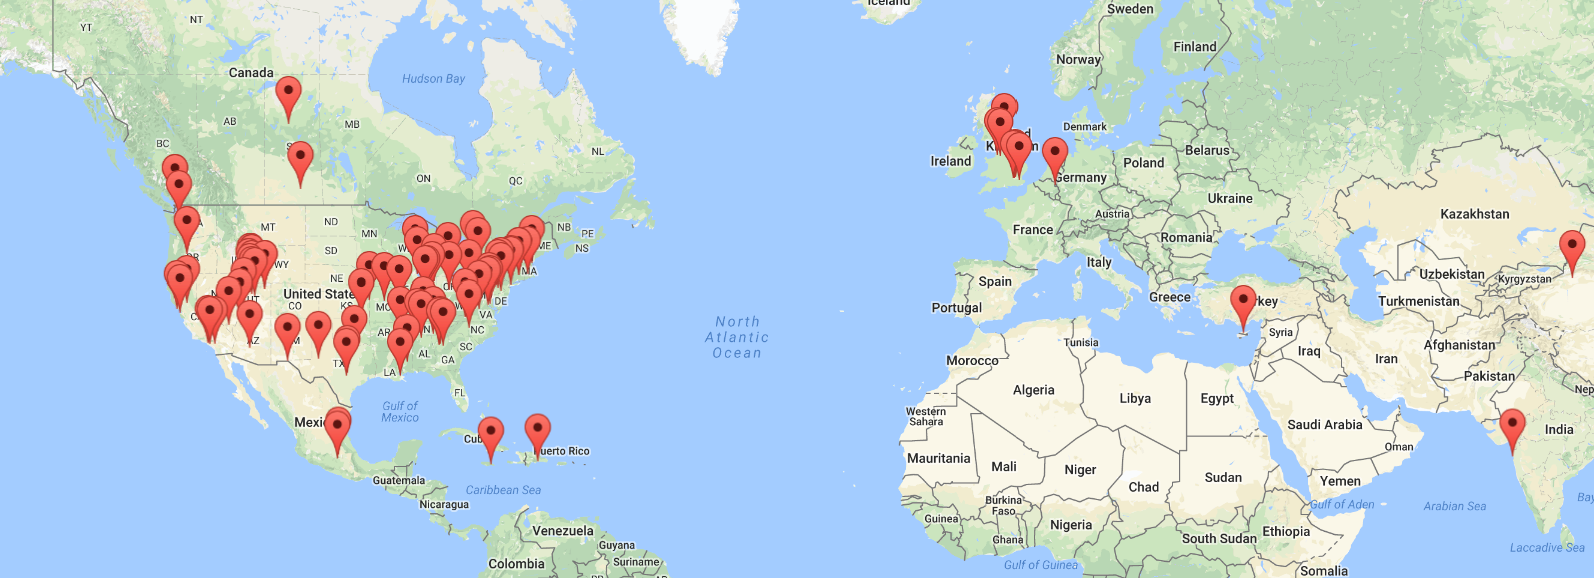 Iceland
Sweden
NT
YT
Finland
Norway
Canada
Hudson Bay
AB
MB
Denmark
BC
NL
Ireland
Belarus
Poland
ON
QC
Germany
Ukraine
Austria
Kazakhstan
ND
MN
MT
NB
PE
NS
ME
France
Romania
SD
WY
Italy
MA
Uzbekistan
Kyrgyzstan
NE
United States
Spain
Greece
Turkmenistan
CO
DE
Portugal
VA
North
Atlantic
Ocean
NC
AR
Syria
Tunisia
Iraq
Afghanistan
AZ
SC
AL
GA
Morocco
Iran
TX
LA
Pakistan
FL
Algeria
Libya
Egypt
Gulf of
Mexico
Western
Sahara
Saudi Arabia
India
Puerto Rico
Oman
Mauritania
Mali
Niger
Guatemala
Chad
Sudan
Yemen
Caribbean Sea
Nicaragua
Burkina
Faso
Gulf of Aden
Arabian Sea
Guinea
Nigeria
Venezuela
Ethiopia
Ghana
South Sudan
Guyana
Laccadive Sea
Colombia
Suriname
Gulf of Guinea
Somalia